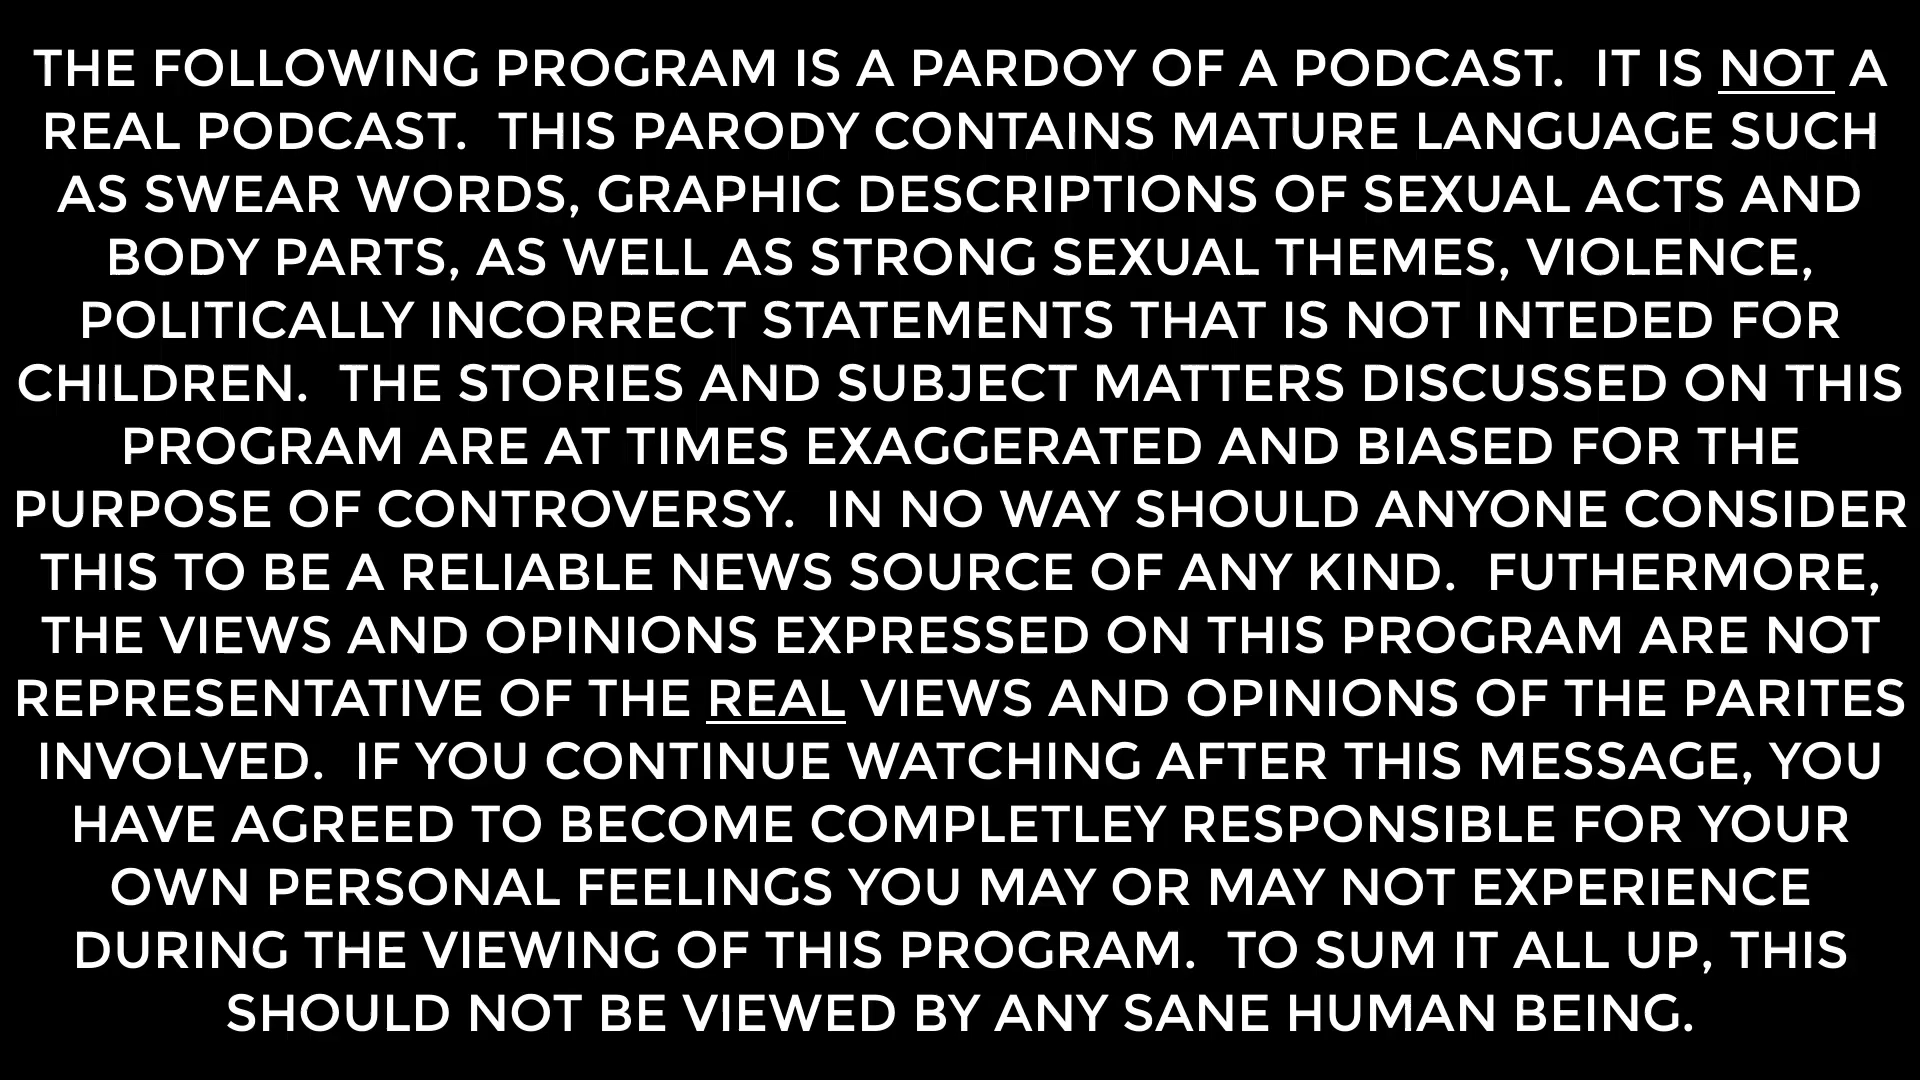 THE FOLLOWING PROGRAM IS A PARDOY OF A PODCAST.  IT IS NOT A
REAL PODCAST.  THIS PARODY CONTAINS MATURE LANGUAGE SUCH
AS SWEAR WORDS, GRAPHIC DESCRIPTIONS OF SEXUAL ACTS AND
BODY PARTS, AS WELL AS STRONG SEXUAL THEMES, VIOLENCE,
POLITICALLY INCORRECT STATEMENTS THAT IS NOT INTEDED FOR
CHILDREN.  THE STORIES AND SUBJECT MATTERS DISCUSSED ON THIS
PROGRAM ARE AT TIMES EXAGGERATED AND BIASED FOR THE
PURPOSE OF CONTROVERSY.  IN NO WAY SHOULD ANYONE CONSIDER
THIS TO BE A RELIABLE NEWS SOURCE OF ANY KIND.  FUTHERMORE,
THE VIEWS AND OPINIONS EXPRESSED ON THIS PROGRAM ARE NOT
REPRESENTATIVE OF THE REAL VIEWS AND OPINIONS OF THE PARITES
INVOLVED.  IF YOU CONTINUE WATCHING AFTER THIS MESSAGE, YOU
HAVE AGREED TO BECOME COMPLETLEY RESPONSIBLE FOR YOUR
OWN PERSONAL FEELINGS YOU MAY OR MAY NOT EXPERIENCE
DURING THE VIEWING OF THIS PROGRAM.  TO SUM IT ALL UP, THIS
SHOULD NOT BE VIEWED BY ANY SANE HUMAN BEING.